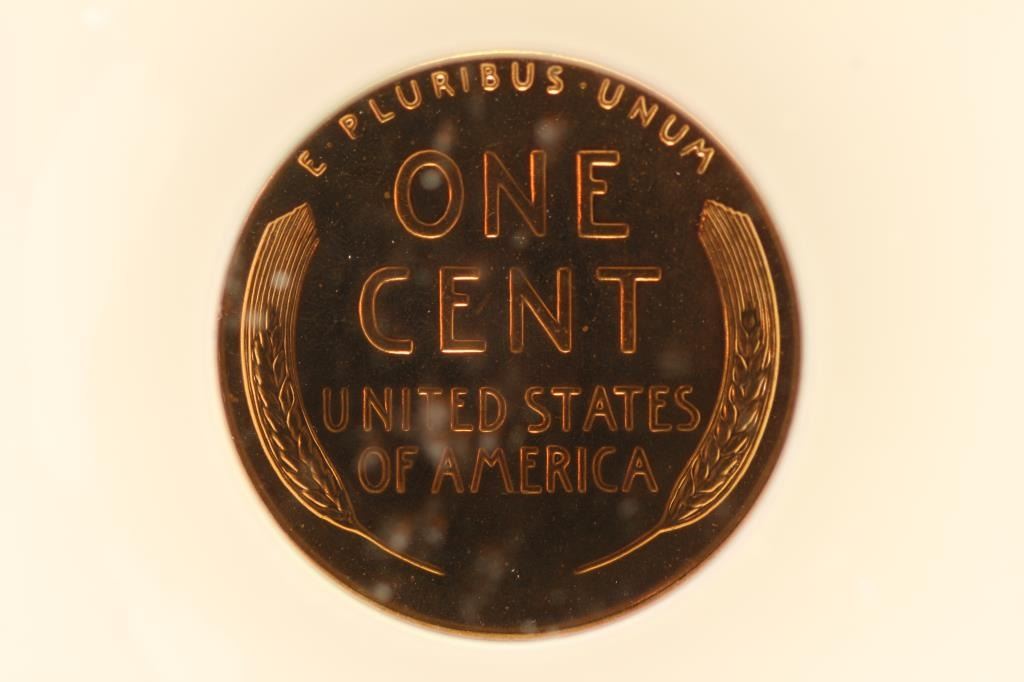 E · PLURIBUS · UNUM
ONE
CENT
UNITED STATES
OF AMERICA